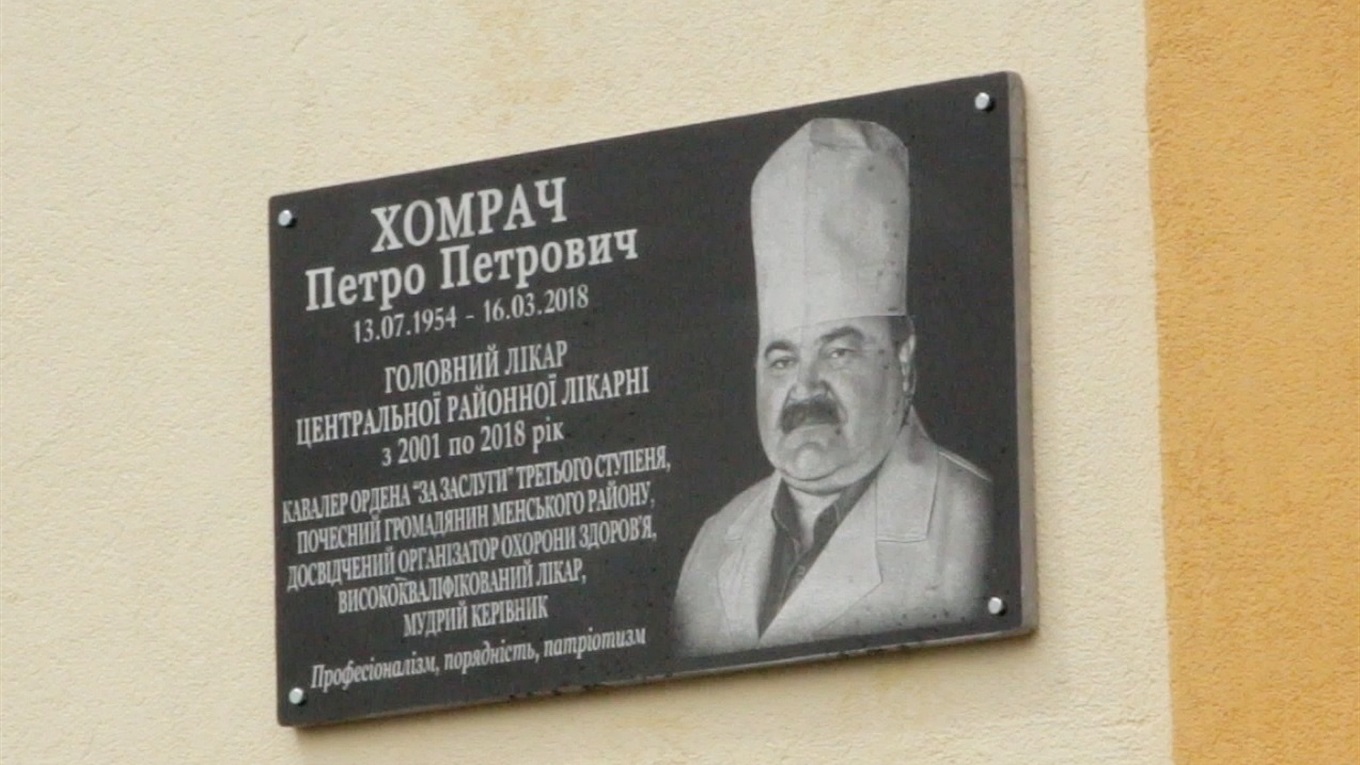 ХОМРАЧ
Петро Петрович
13.07.1954 - 16.03.2018
ГОЛОВНИЙ ЛІКАР
ЦЕНТРАЛЬНОЇ РАЙОННОЇ ЛІКАРНІ
з 2001 по 2018 рік
КАВАЛЕР ОРДЕНА "ЗА ЗАСЛУГИ" ТРЕТЬОГО СТУПЕНЯ,
ПОЧЕСНИЙ ГРОМАДЯНИН МЕНСЬКОГО РАЙОНУ,
ДОСВІДЧЕНИЙ ОРГАНІЗАТОР ОХОРОНИ ЗДОРОВ'Я,
ВИСОКОКВАЛІФІКОВАНИЙ ЛІКАР,
МУДРИЙ КЕРІВНИК
Професіоналізм, порядність, патріотизм